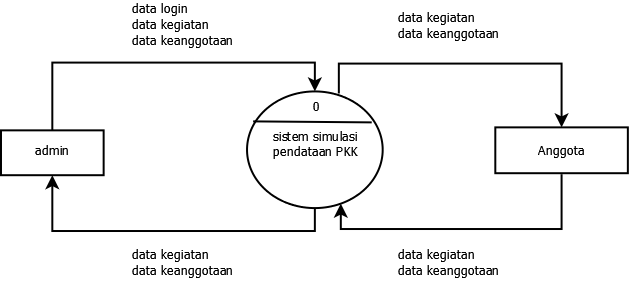 data login
data kegiatan
data keanggotaan
data kegiatan
data keanggotaan
0
sistem simulasi
pendataan PKK
admin
Anggota
data kegiatan
data keanggotaan
data kegiatan
data keanggotaan